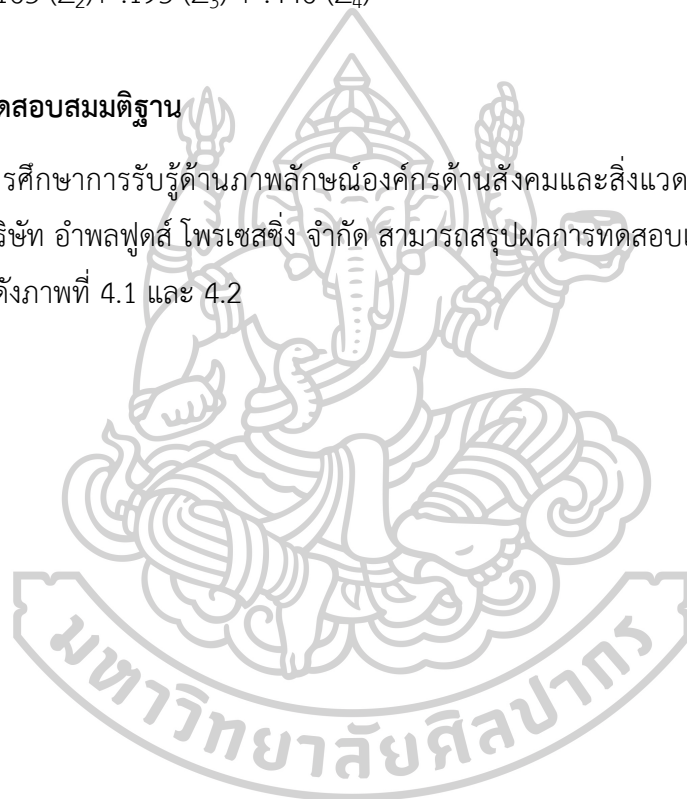 (Z₂)+ .193 (Z₃) + .440 (Z₄)
ดสอบสมมติฐาน
รศึกษาการรับรู้ด้านภาพลักษณ์องค์กรด้านสังคมและสิ่งแวด
ริษัท อำพลฟูดส์ โพรเซสซิ่ง จำกัด สามารถสรุปผลการทดสอบ
ดังภาพที่ 4.1 และ 4.2
มหาวิทยาลัยศิลปากร